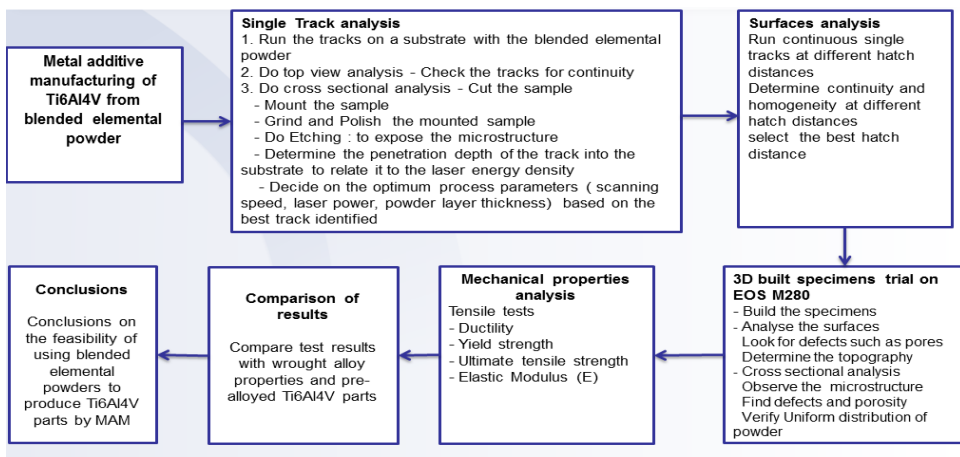 Metal additive
manufacturing of
Ti6Al4V from
blended elemental
powder
Single Track analysis
1. Run the tracks on a substrate with the blended elemental
powder
2. Do top view analysis - Check the tracks for continuity
3. Do cross sectional analysis - Cut the sample
- Mount the sample
- Grind and Polish the mounted sample
- Do Etching : to expose the microstructure
- Determine the penetration depth of the track into the
substrate to relate it to the laser energy density
- Decide on the optimum process parameters ( scanning
speed, laser power, powder layer thickness) based on the
best track identified
Surfaces analysis
Run continuous single
tracks at different hatch
distances
Determine continuity and
homogeneity at different
hatch distances
select the best hatch
distance
3D built specimens trial on
EOS M280
- Build the specimens
- Analyse the surfaces
Look for defects such as pores
Determine the topography
- Cross sectional analysis
Observe the microstructure
Find defects and porosity
Verify Uniform distribution of
powder
Mechanical properties
analysis
Tensile tests
- Ductility
- Yield strength
- Ultimate tensile strength
- Elastic Modulus (E)
Comparison of
results
Compare test results
with wrought alloy
properties and pre-
alloyed Ti6Al4V parts
Conclusions
Conclusions on
the feasibility of
using blended
elemental
powders to
produce Ti6Al4V
parts by MAM